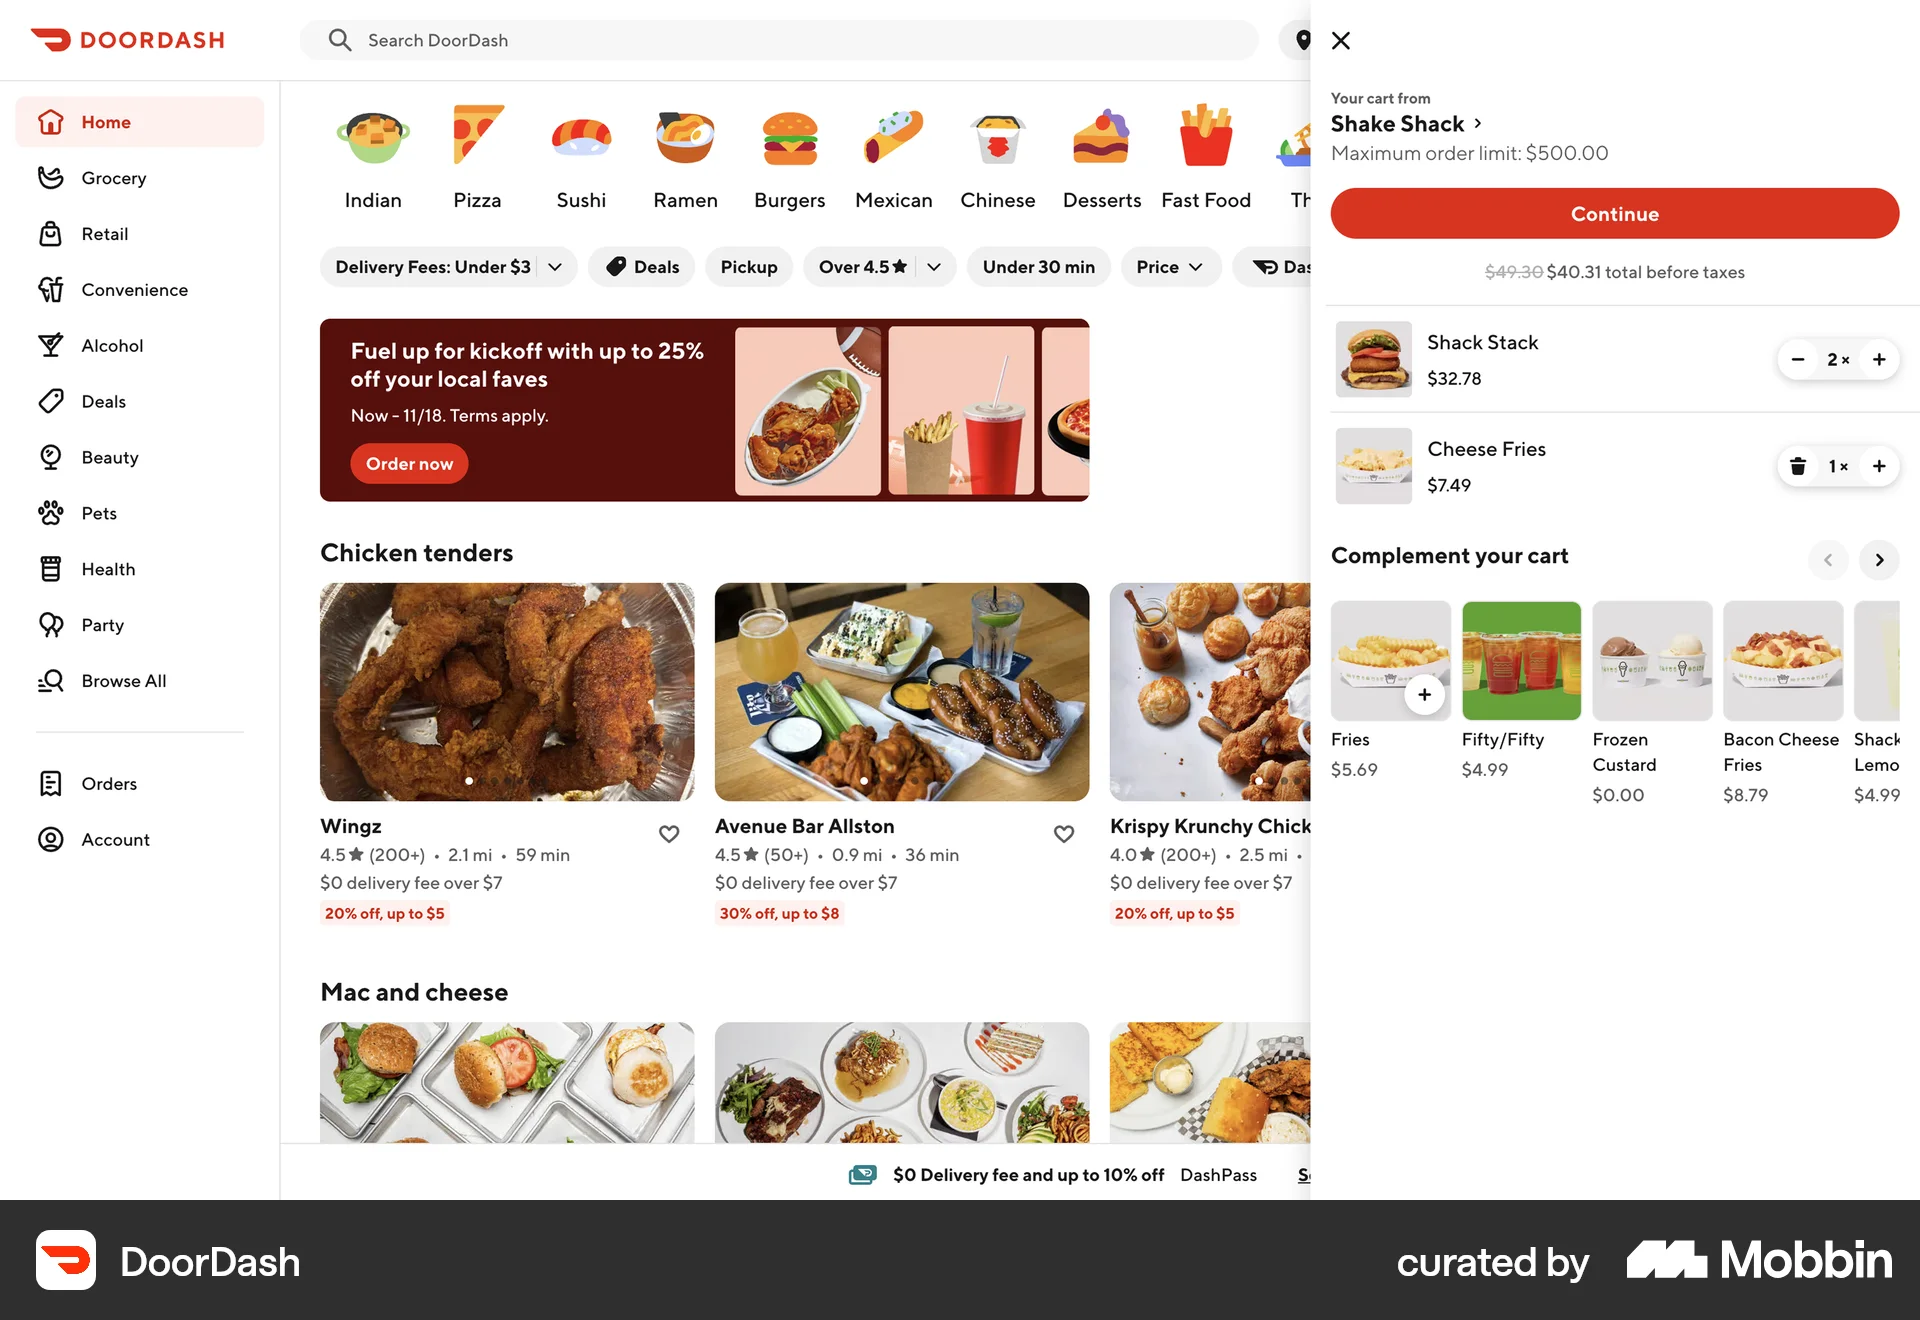 DOORDASH
Search DoorDash
Home
Grocery
Retail
Convenience
Alcohol
Deals
Beauty
Pets
Health
Party
Browse All
Orders
Account
Indian
Pizza
Sushi
Ramen
Burgers
Mexican
Chinese
Desserts
Fast Food
Delivery Fees: Under $3
Deals
Pickup
Over 4.5★
Under 30 min
Price
Fuel up for kickoff with up to 25%
off your local faves
Now - 11/18. Terms apply.
Order now
Chicken tenders
Wingz
4.5★ (200+) • 2.1 mi • 59 min
$0 delivery fee over $7
20% off, up to $5
Avenue Bar Allston
4.5★ (50+) • 0.9 mi • 36 min
$0 delivery fee over $7
30% off, up to $8
Krispy Krunchy Chick
4.0★ (200+) • 2.5 mi •
$0 delivery fee over $7
20% off, up to $5
Mac and cheese
$0 Delivery fee and up to 10% off DashPass
Your cart from
Shake Shack
Maximum order limit: $500.00
Continue
$49.30 $40.31 total before taxes
Shack Stack
$32.78
2 ×
Cheese Fries
$7.49
1 ×
Complement your cart
Fries
$5.69
Fifty/Fifty
$4.99
Frozen
Custard
$0.00
Bacon Cheese
Fries
$8.79
Shack
Lemo
$4.99
DoorDash
curated by Mobbin